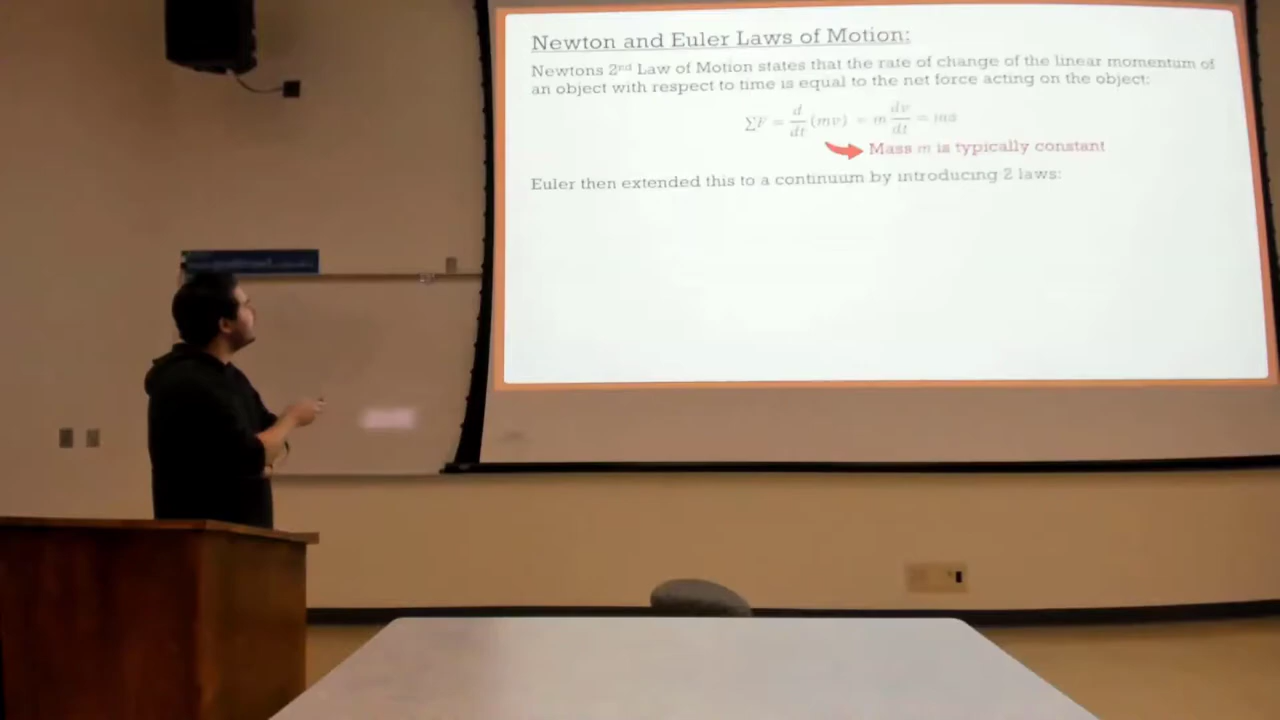 Newton and Euler Laws of Motion:
Newtons 2nd Law of Motion states that the rate of change of the linear momentum of
an object with respect to time is equal to the net force acting on the object:
ΣF = d/dt (mv) = m dv/dt = ma
Mass m is typically constant
Euler then extended this to a continuum by introducing 2 laws: